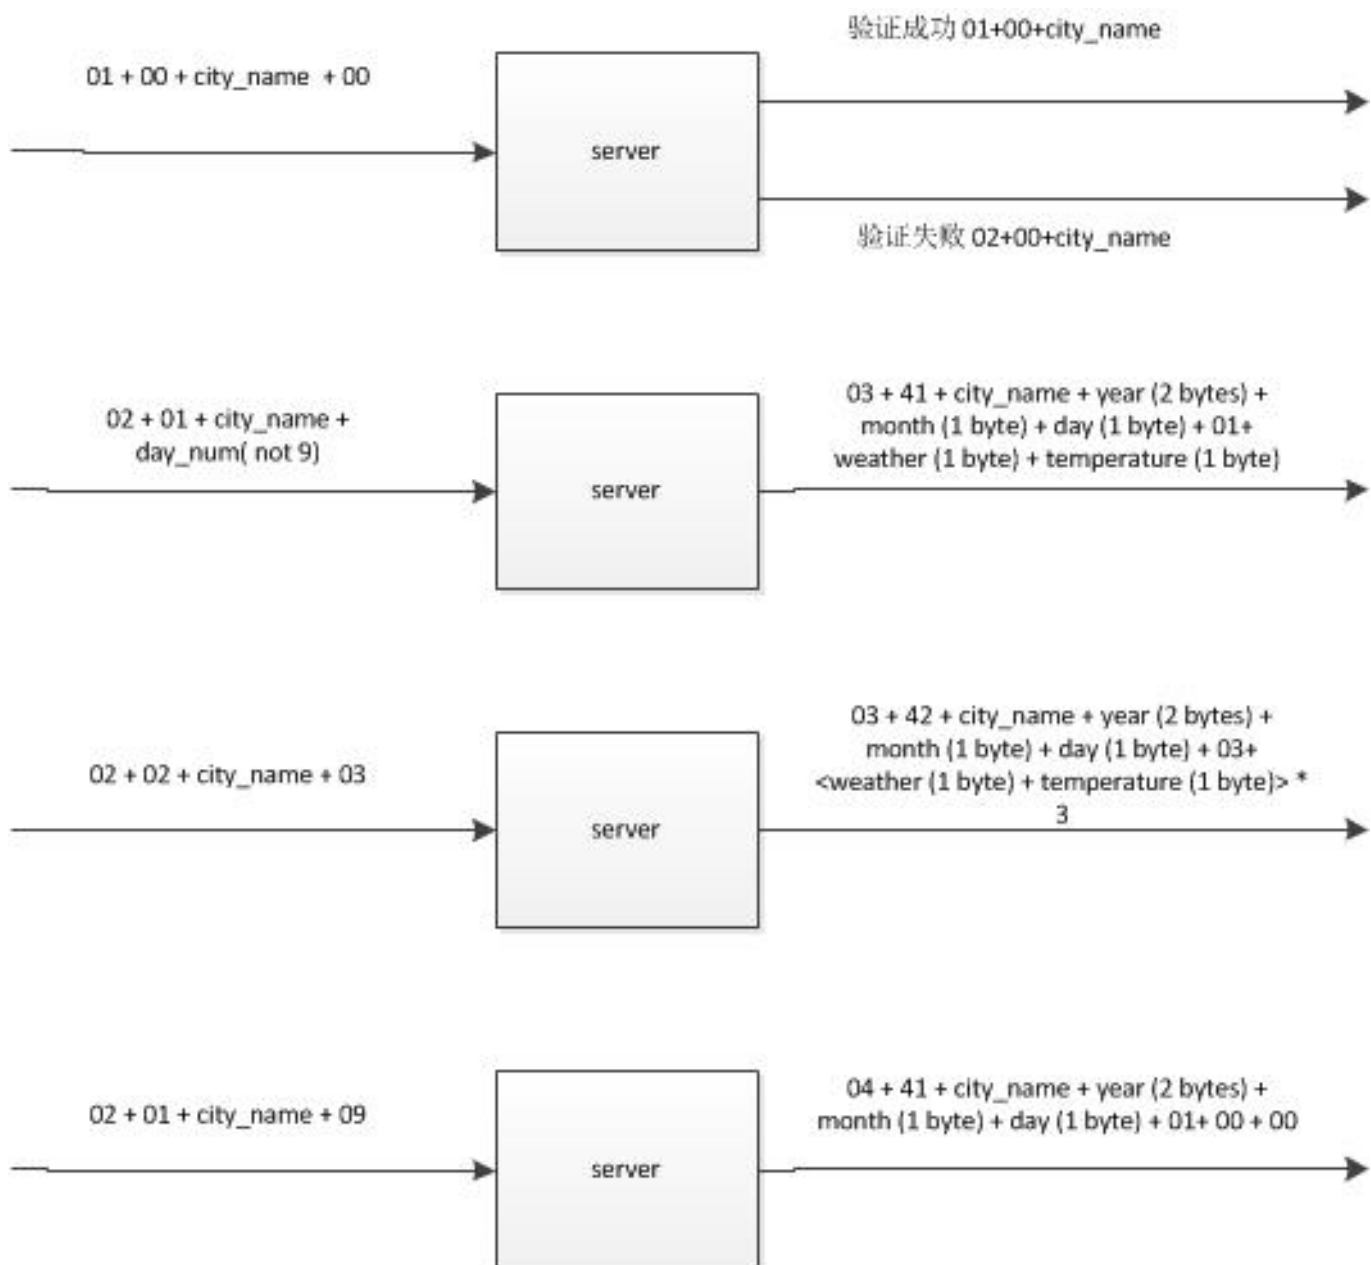 验证成功 01+00+city_name
01 + 00 + city_name + 00
server
验证失败 02+00+city_name
02 + 01 + city_name +
day_num( not 9)
server
03 + 41 + city_name + year (2 bytes) +
month (1 byte) + day (1 byte) + 01+
weather (1 byte) + temperature (1 byte)
02 + 02 + city_name + 03
server
03 + 42 + city_name + year (2 bytes) +
month (1 byte) + day (1 byte) + 03+
<weather (1 byte) + temperature (1 byte)> *
3
02 + 01 + city_name + 09
server
04 + 41 + city_name + year (2 bytes) +
month (1 byte) + day (1 byte) + 01+ 00 + 00